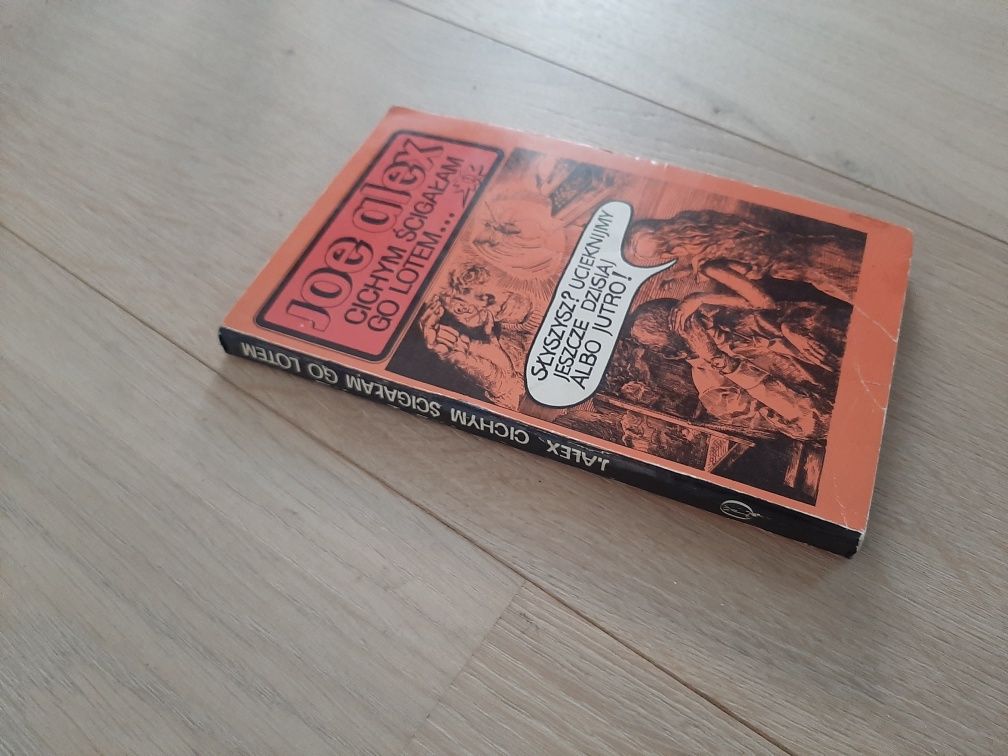 Joe alex
CICHYM ŚCIGAŁAM
GO LOTEM...
SŁYSZYSZ? UCIEKNIJMY
JESZCZE DZISIAJ
ALBO JUTRO!
J. ALEX CICHYM ŚCIGAŁAM GO LOTEM